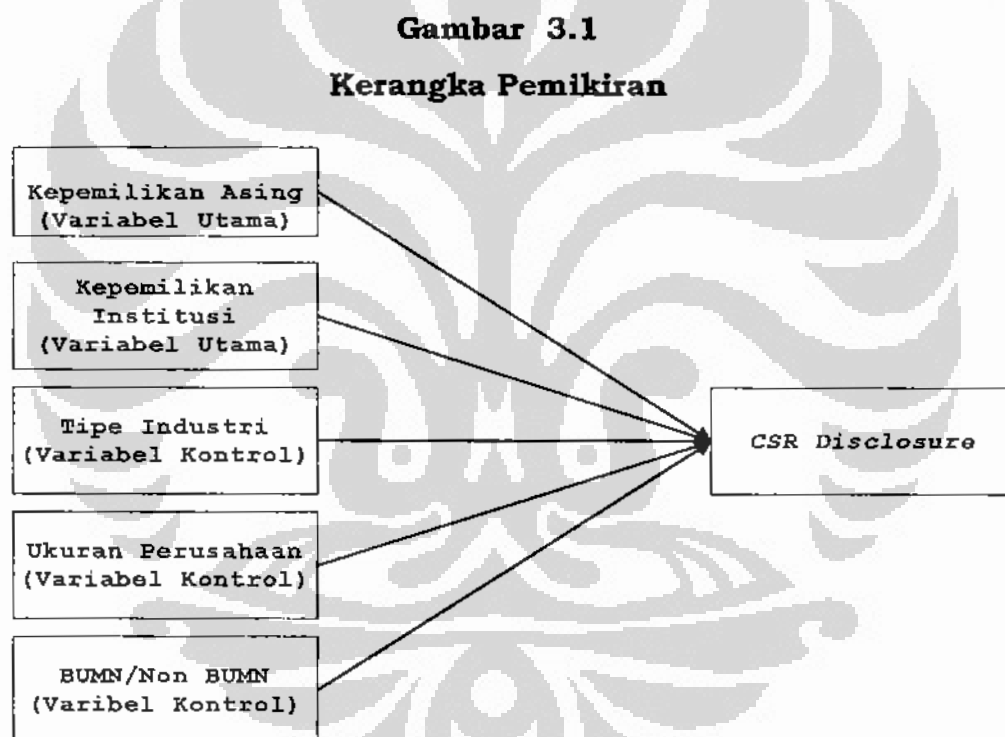 Gambar 3.1
Kerangka Pemikiran
Kepemilikan Asing
(Variabel Utama)
Kepemilikan
Institusi
(Variabel Utama)
Tipe Industri
(Variabel Kontrol)
Ukuran Perusahaan
(Variabel Kontrol)
BUMN/Non BUMN
(Varibel Kontrol)
CSR Disclosure